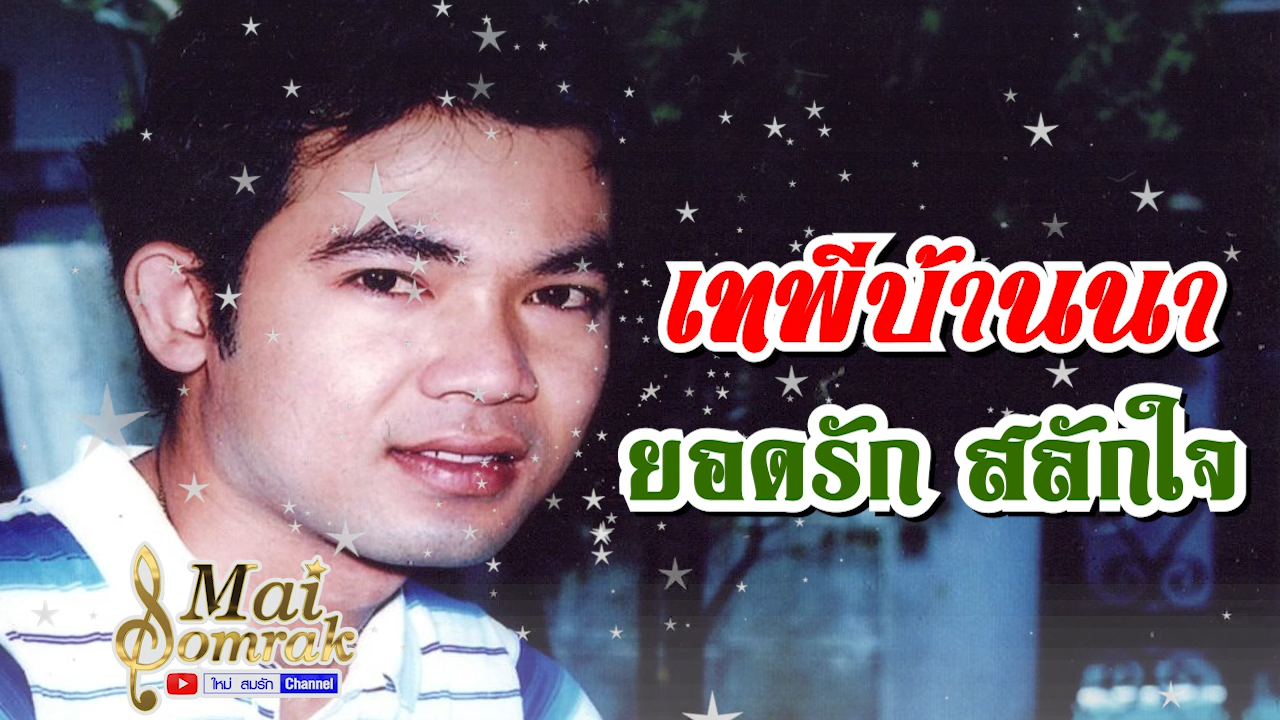 เทพีบ้านนา
ยอดรัก สลักใจ
Mai
Somrak
ใหม่ สมรัก Channel